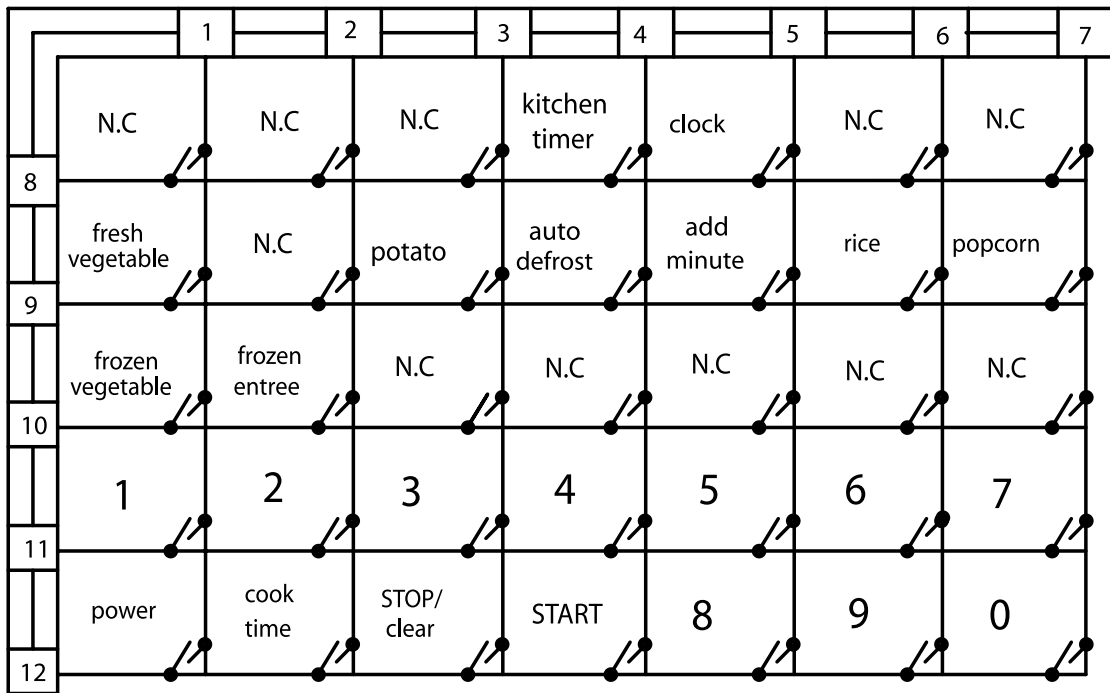 1 2 3 4 5 6 7
N.C N.C N.C kitchen timer clock N.C N.C
8
fresh vegetable N.C potato auto defrost add minute rice popcorn
9
frozen vegetable frozen entree N.C N.C N.C N.C N.C
10
1 2 3 4 5 6 7
11
power cook time STOP/ clear START 8 9 0
12